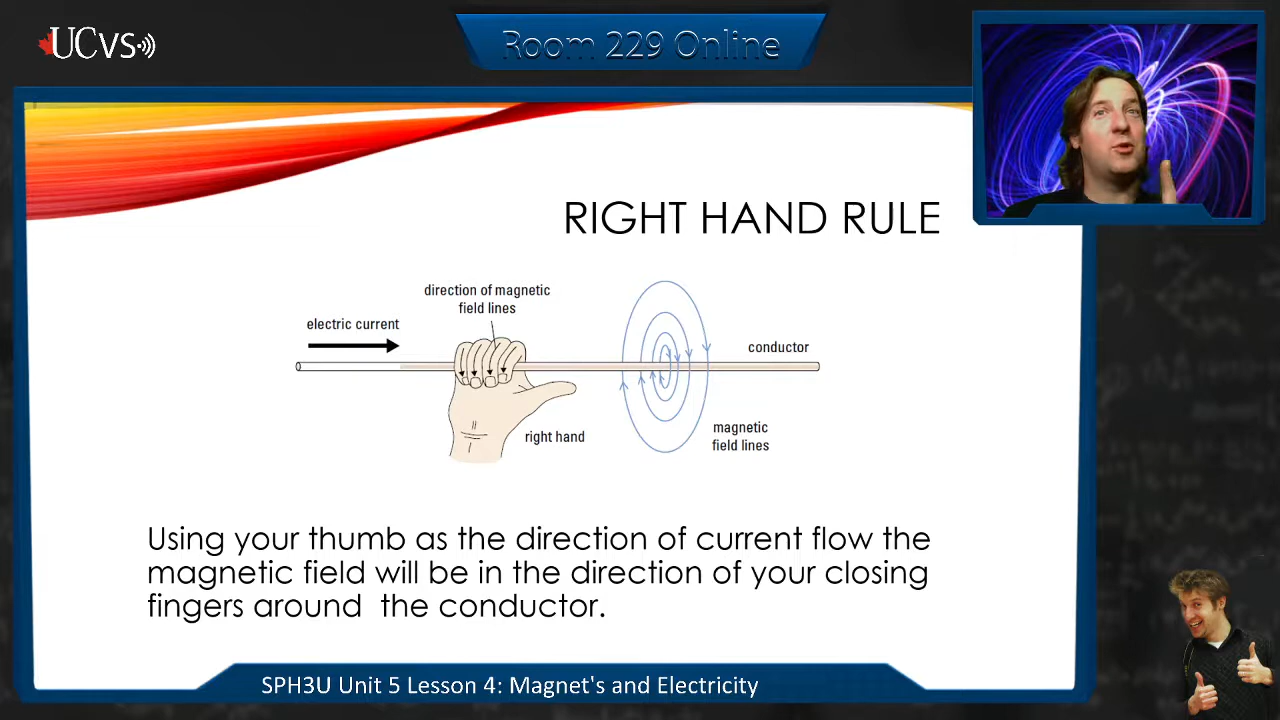 UCvs
Room 229 Online
RIGHT HAND RULE
direction of magnetic
field lines
electric current
conductor
right hand
magnetic
field lines
Using your thumb as the direction of current flow the
magnetic field will be in the direction of your closing
fingers around the conductor.
SPH3U Unit 5 Lesson 4: Magnet's and Electricity